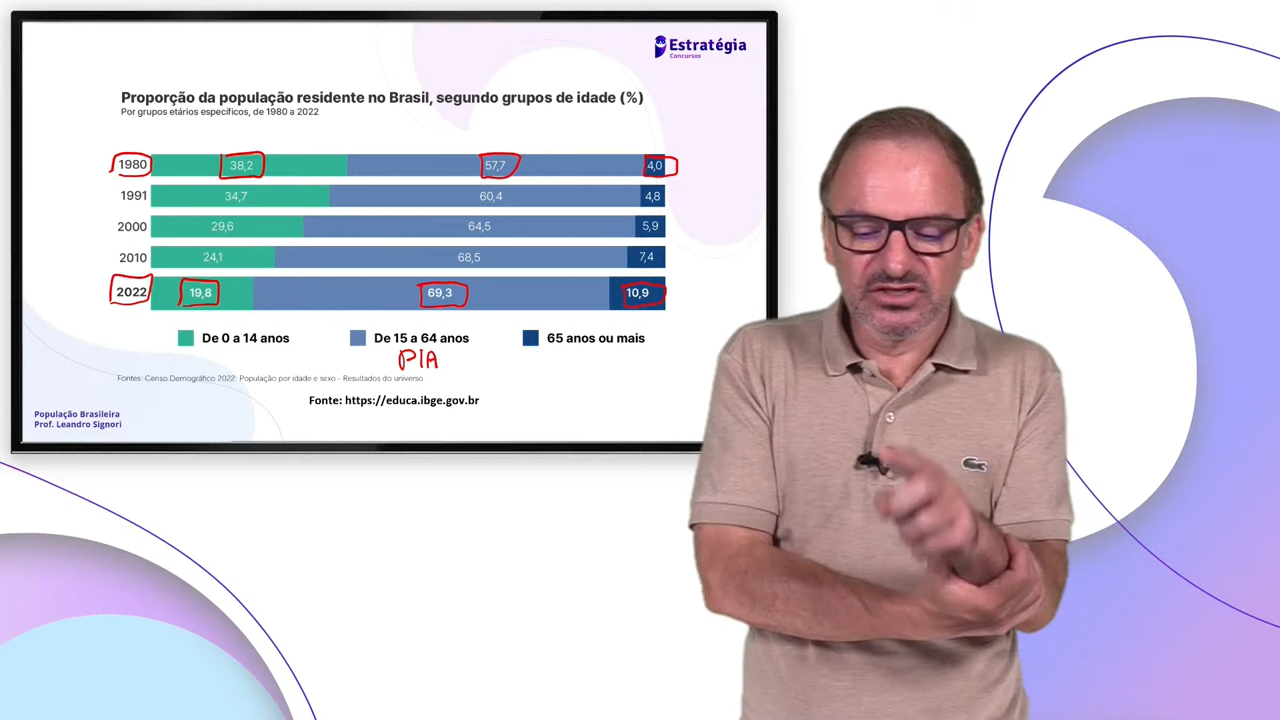 Estratégia
Concursos
Proporção da população residente no Brasil, segundo grupos de idade (%)
Por grupos etários específicos, de 1980 a 2022
1980 38,2 57,7 4,0
1991 34,7 60,4 4,8
2000 29,6 64,5 5,9
2010 24,1 68,5 7,4
2022 19,8 69,3 10,9
De 0 a 14 anos De 15 a 64 anos 65 anos ou mais
PIA
Fontes: Censo Demográfico 2022: População por idade e sexo - Resultados do universo
Fonte: https://educa.ibge.gov.br
População Brasileira
Prof. Leandro Signori